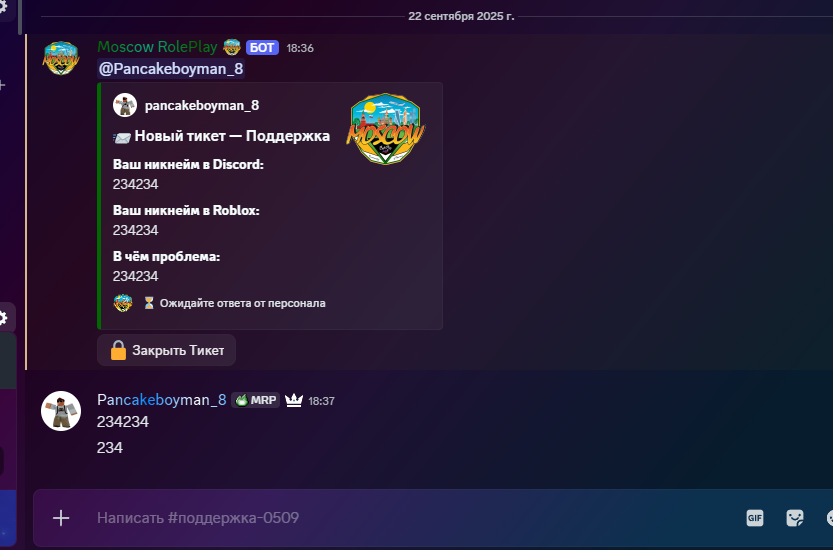 22 сентября 2025 г.
Moscow RolePlay БОТ 18:36
@Pancakeboyman_8
pancakeboyman_8
Новый тикет — Поддержка
MOSCOW
Ваш никнейм в Discord:
234234
Ваш никнейм в Roblox:
234234
В чём проблема:
234234
Ожидайте ответа от персонала
Закрыть Тикет
Pancakeboyman_8 MRP 18:37
234234
234
Написать #поддержка-0509
GIF